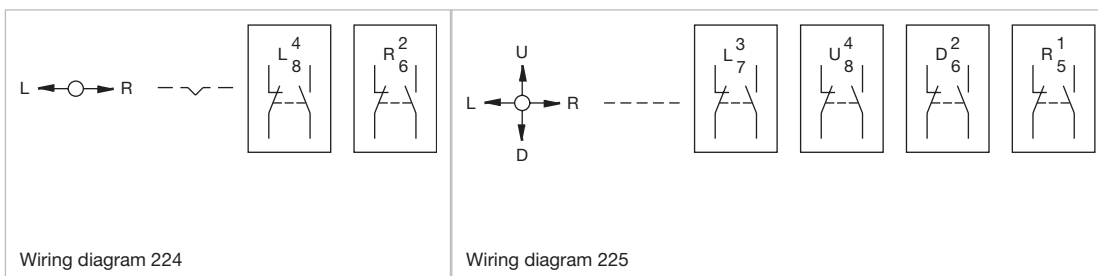 L R
L 4
8
R 2
6
Wiring diagram 224
U
L R
D
L 3
7
U 4
8
D 2
6
R 1
5
Wiring diagram 225